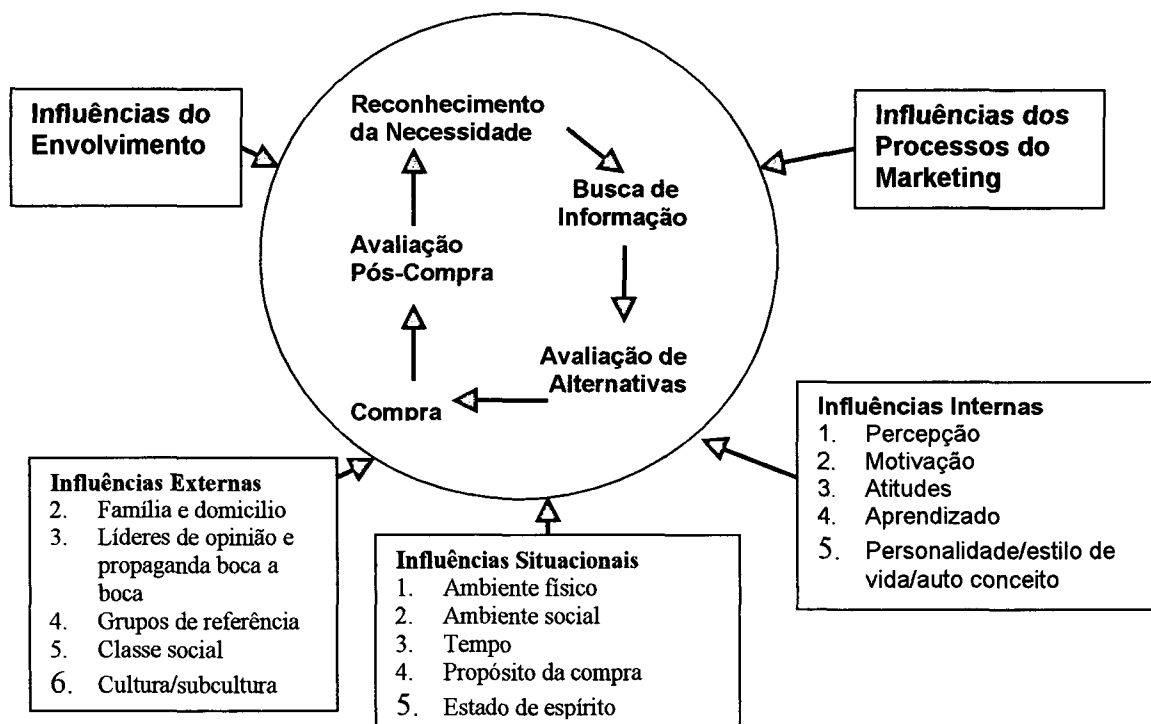 Influências do
Envolvimento
Reconhecimento
da Necessidade
Busca de
Informação
Avaliação de
Alternativas
Compra
Avaliação
Pós-Compra
Influências dos
Processos do
Marketing
Influências Externas
2. Família e domicilio
3. Líderes de opinião e
propaganda boca a
boca
4. Grupos de referência
5. Classe social
6. Cultura/subcultura
Influências Situacionais
1. Ambiente físico
2. Ambiente social
3. Tempo
4. Propósito da compra
5. Estado de espírito
Influências Internas
1. Percepção
2. Motivação
3. Atitudes
4. Aprendizado
5. Personalidade/estilo de
vida/auto conceito